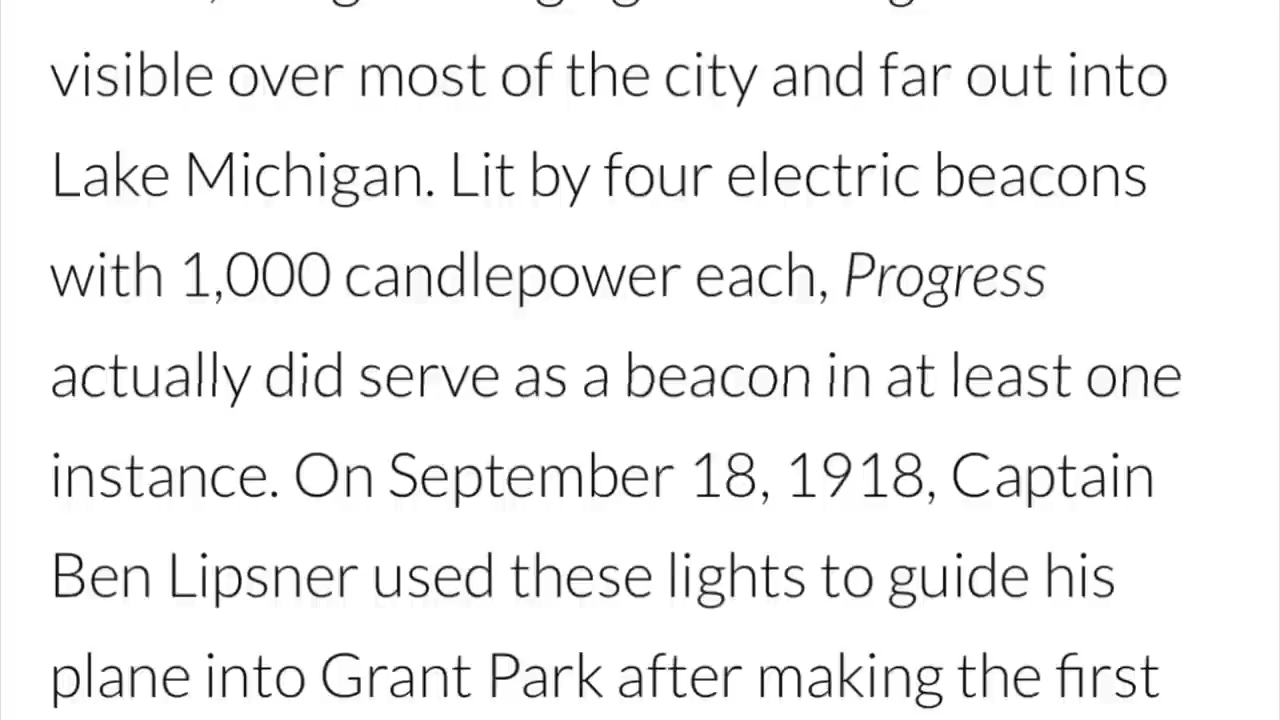 visible over most of the city and far out into
Lake Michigan. Lit by four electric beacons
with 1,000 candlepower each, Progress
actually did serve as a beacon in at least one
instance. On September 18, 1918, Captain
Ben Lipsner used these lights to guide his
plane into Grant Park after making the first